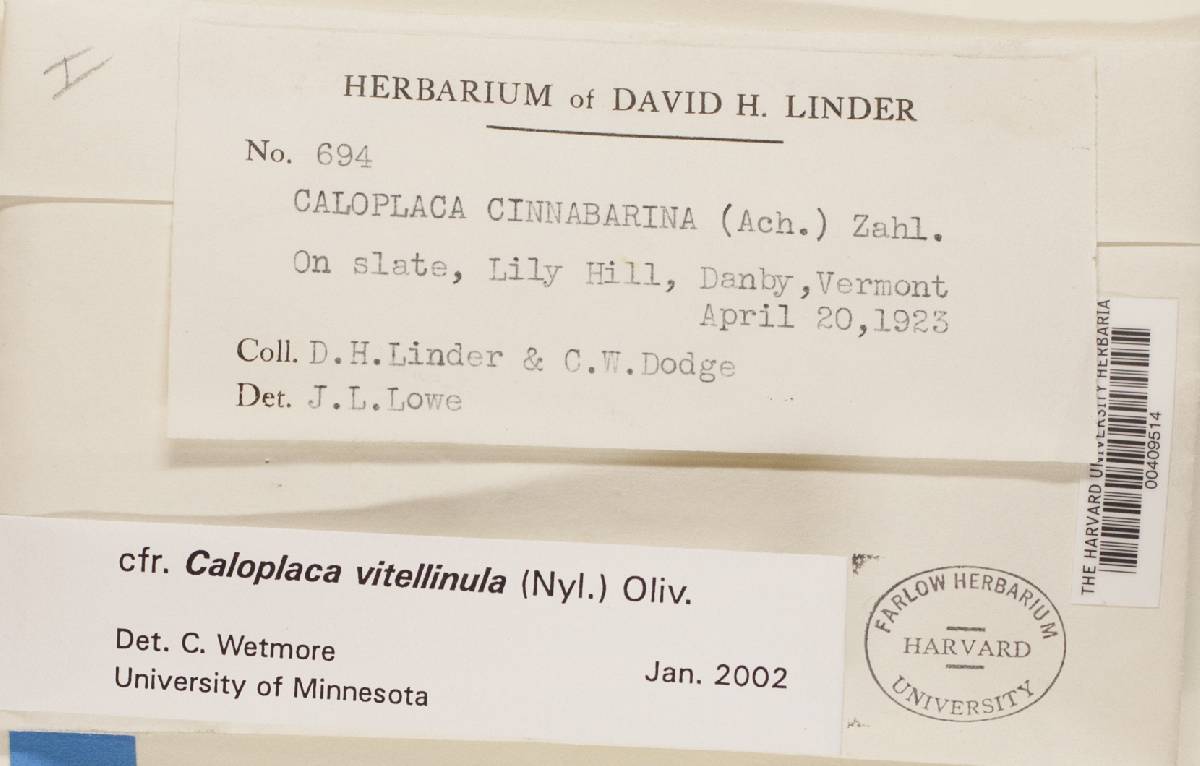 I
HERBARIUM of DAVID H. LINDER
No. 694
CALOPLACA CINNABARINA (Ach.) Zahl.
On slate, Lily Hill, Danby, Vermont
April 20, 1923
Coll. D.H.Linder & C.W.Dodge
Det. J.L.Lowe
THE HARVARD UNIVERSITY HERBARIA
00409514
cfr. Caloplaca vitellinula (Nyl.) Oliv.
Det. C. Wetmore
University of Minnesota
Jan. 2002
FARLOW HERBARIUM
HARVARD
UNIVERSITY